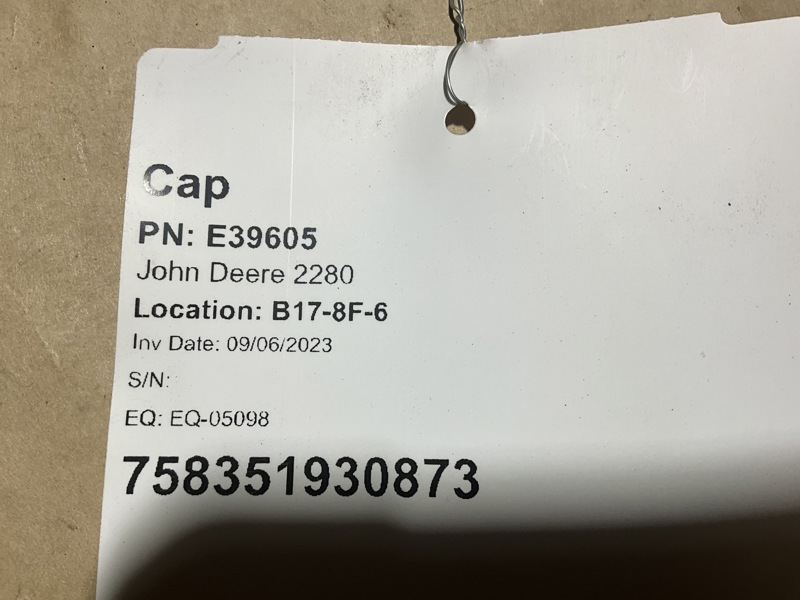 Cap
PN: E39605
John Deere 2280
Location: B17-8F-6
Inv Date: 09/06/2023
S/N:
EQ: EQ-05098
758351930873